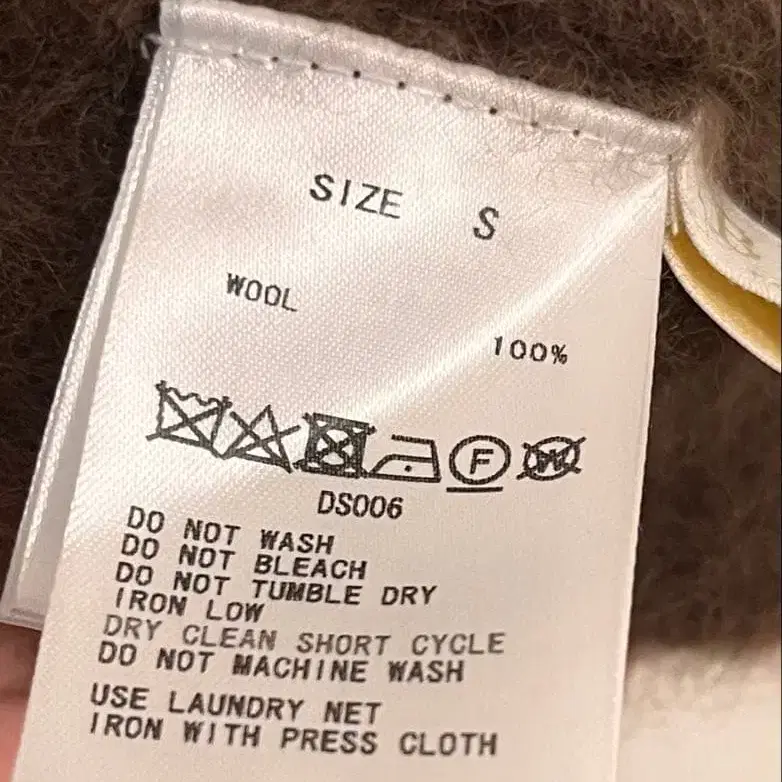 SIZE S
WOOL
100%
F W
DS006
DO NOT WASH
DO NOT BLEACH
DO NOT TUMBLE DRY
IRON LOW
DRY CLEAN SHORT CYCLE
DO NOT MACHINE WASH
USE LAUNDRY NET
IRON WITH PRESS CLOTH